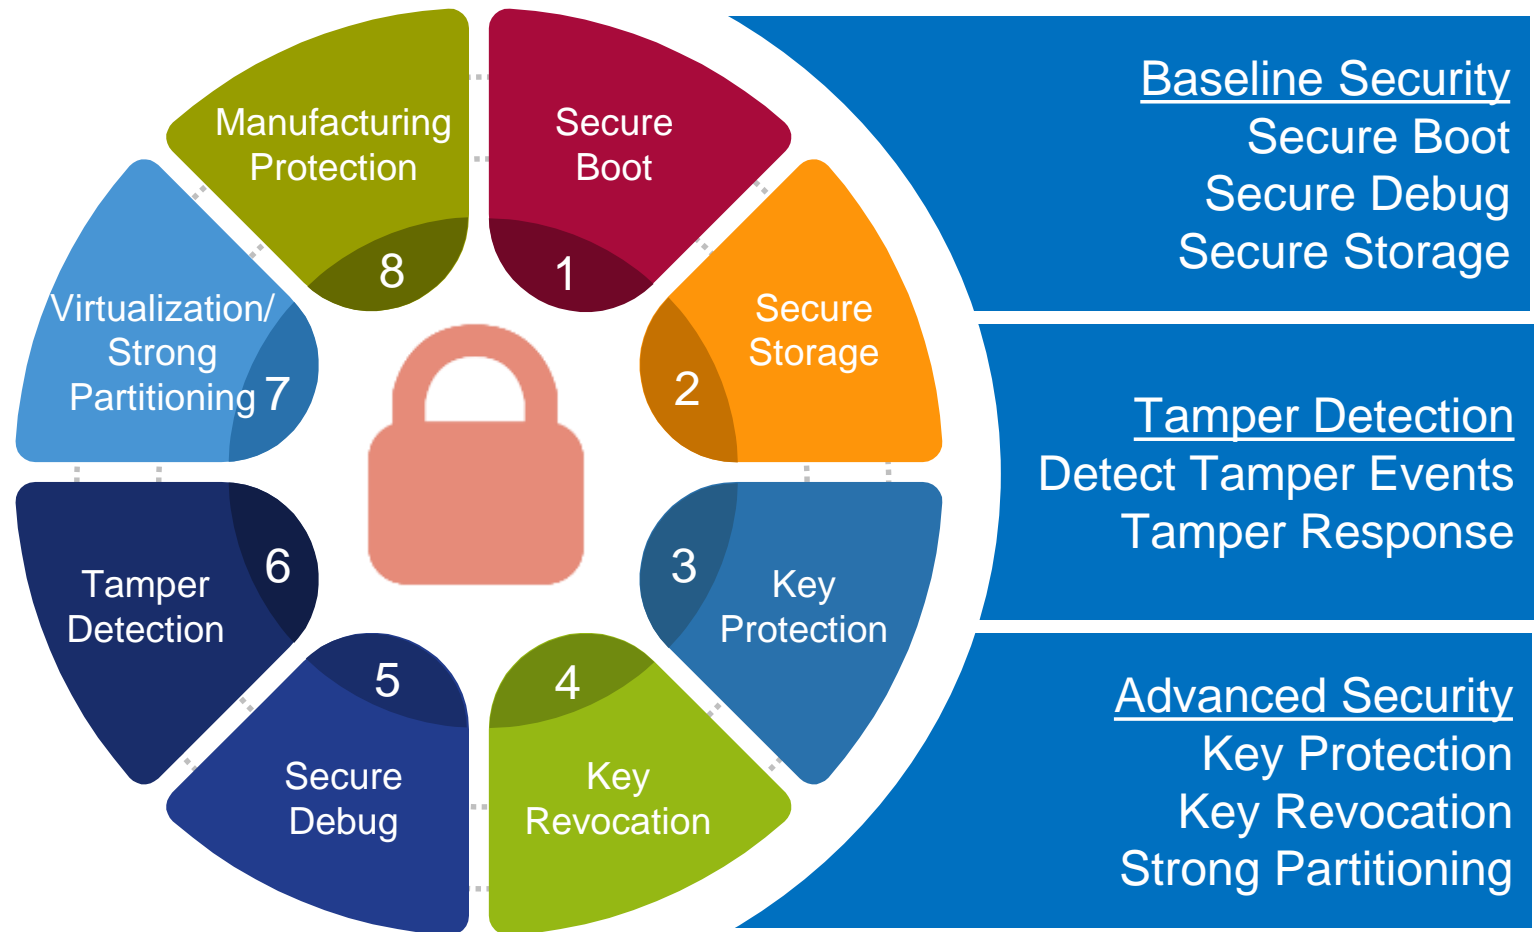 Secure
Boot
1
Secure
Storage
2
3
Key
Protection
4
Key
Revocation
5
Secure
Debug
6
Tamper
Detection
Virtualization/
Strong
Partitioning 7
Manufacturing
Protection
8
Baseline Security
Secure Boot
Secure Debug
Secure Storage
Tamper Detection
Detect Tamper Events
Tamper Response
Advanced Security
Key Protection
Key Revocation
Strong Partitioning